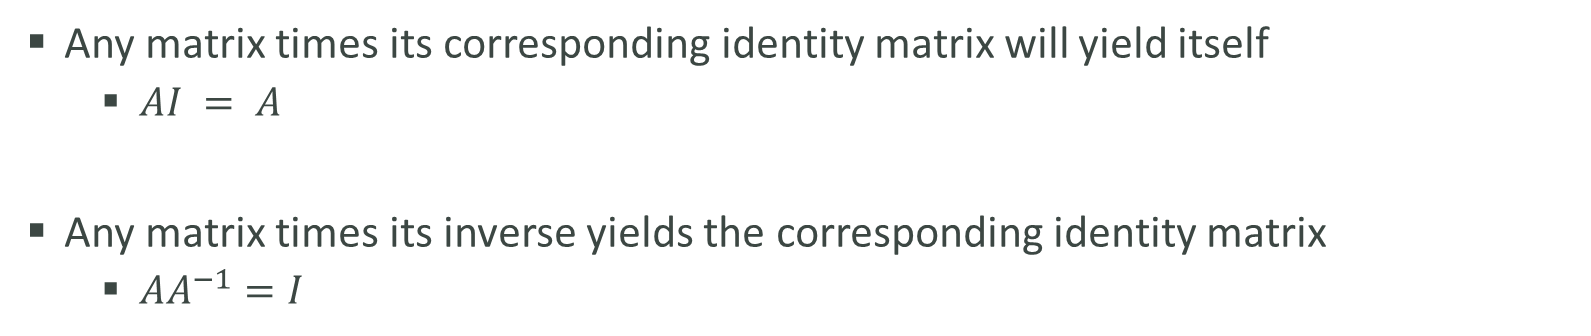 ▪ Any matrix times its corresponding identity matrix will yield itself
▪ AI = A
▪ Any matrix times its inverse yields the corresponding identity matrix
▪ AA⁻¹ = I